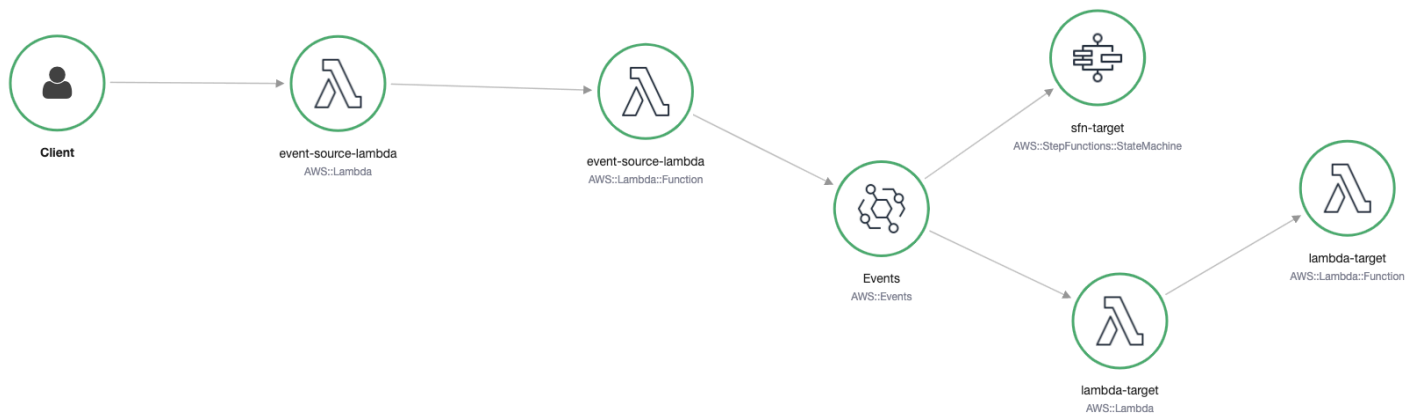 Client
event-source-lambda
AWS::Lambda
event-source-lambda
AWS::Lambda::Function
Events
AWS::Events
sfn-target
AWS::StepFunctions::StateMachine
lambda-target
AWS::Lambda
lambda-target
AWS::Lambda::Function